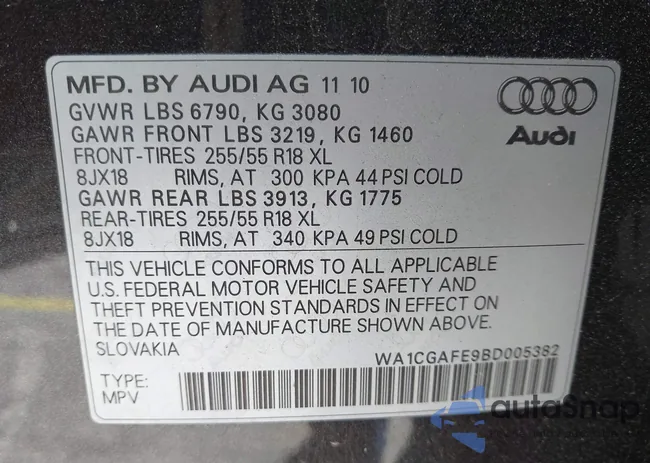 MFD. BY AUDI AG 11 10
GVWR LBS 6790, KG 3080
GAWR FRONT LBS 3219, KG 1460
FRONT-TIRES 255/55 R18 XL
8JX18 RIMS, AT 300 KPA 44 PSI COLD
GAWR REAR LBS 3913, KG 1775
REAR-TIRES 255/55 R18 XL
8JX18 RIMS, AT 340 KPA 49 PSI COLD
Audi
THIS VEHICLE CONFORMS TO ALL APPLICABLE
U.S. FEDERAL MOTOR VEHICLE SAFETY AND
THEFT PREVENTION STANDARDS IN EFFECT ON
THE DATE OF MANUFACTURE SHOWN ABOVE.
SLOVAKIA
WA1CGAFE9BD005382
TYPE:
MPV
autoSnap